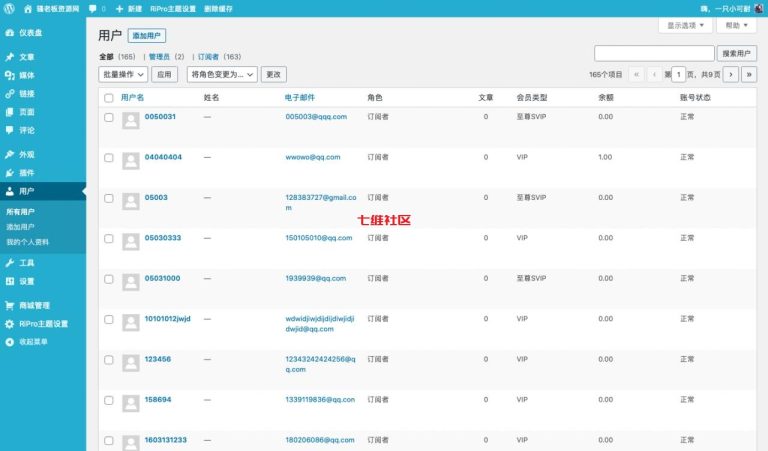 骚老板资源网 0 新建 RiPro主题设置 删除缓存 嗨，一只小可耐
仪表盘
文章
媒体
链接
页面
评论
外观
插件
用户
所有用户
添加用户
我的个人资料
工具
设置
商城管理
RiPro主题设置
收起菜单
显示选项 帮助
用户 添加用户
全部 (165) | 管理员 (2) | 订阅者 (163)
搜索用户
批量操作 应用 将角色变更为… 更改 165个项目 « ‹ 第 1 页，共9页 › »
用户名 姓名 电子邮件 角色 文章 会员类型 余额 账号状态
0050031 — 005003@qqq.com 订阅者 0 至尊SVIP 0.00 正常
04040404 — wwowo@qq.com 订阅者 0 VIP 1.00 正常
05003 — 128383727@gmail.co 订阅者 0 至尊SVIP 0.00 正常
m
七维社区
05030333 — 150105010@qq.com 订阅者 0 VIP 0.00 正常
05031000 — 1939939@qq.com 订阅者 0 至尊SVIP 0.00 正常
10101012jwjd — wdwidjiwjdijdijdiwjidji 订阅者 0 VIP 0.00 正常
dwjid@qq.com
123456 — 12343242424256@q 订阅者 0 VIP 0.00 正常
q.com
158694 — 1339119836@qq.con 订阅者 0 VIP 0.00 正常
1603131233 — 180206086@qq.com 订阅者 0 VIP 0.00 正常